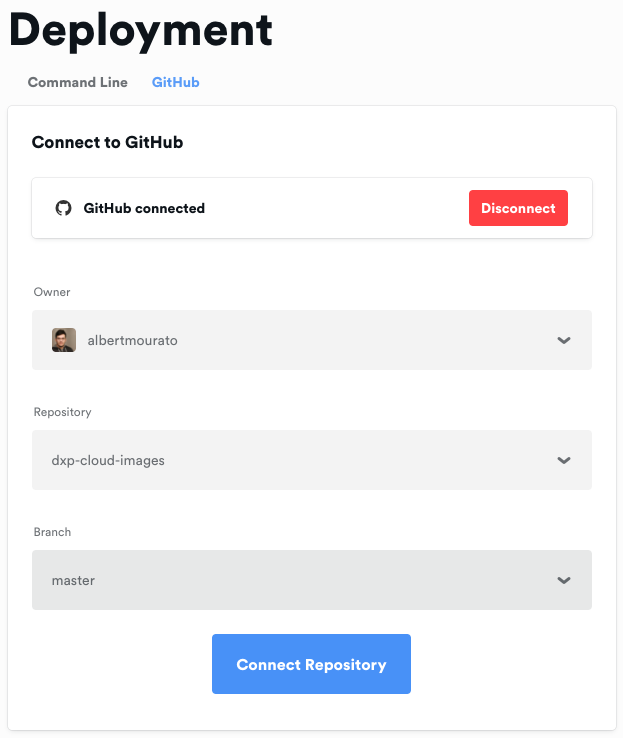 Deployment
Command Line GitHub
Connect to GitHub
GitHub connected Disconnect
Owner
albertmourato
Repository
dxp-cloud-images
Branch
master
Connect Repository